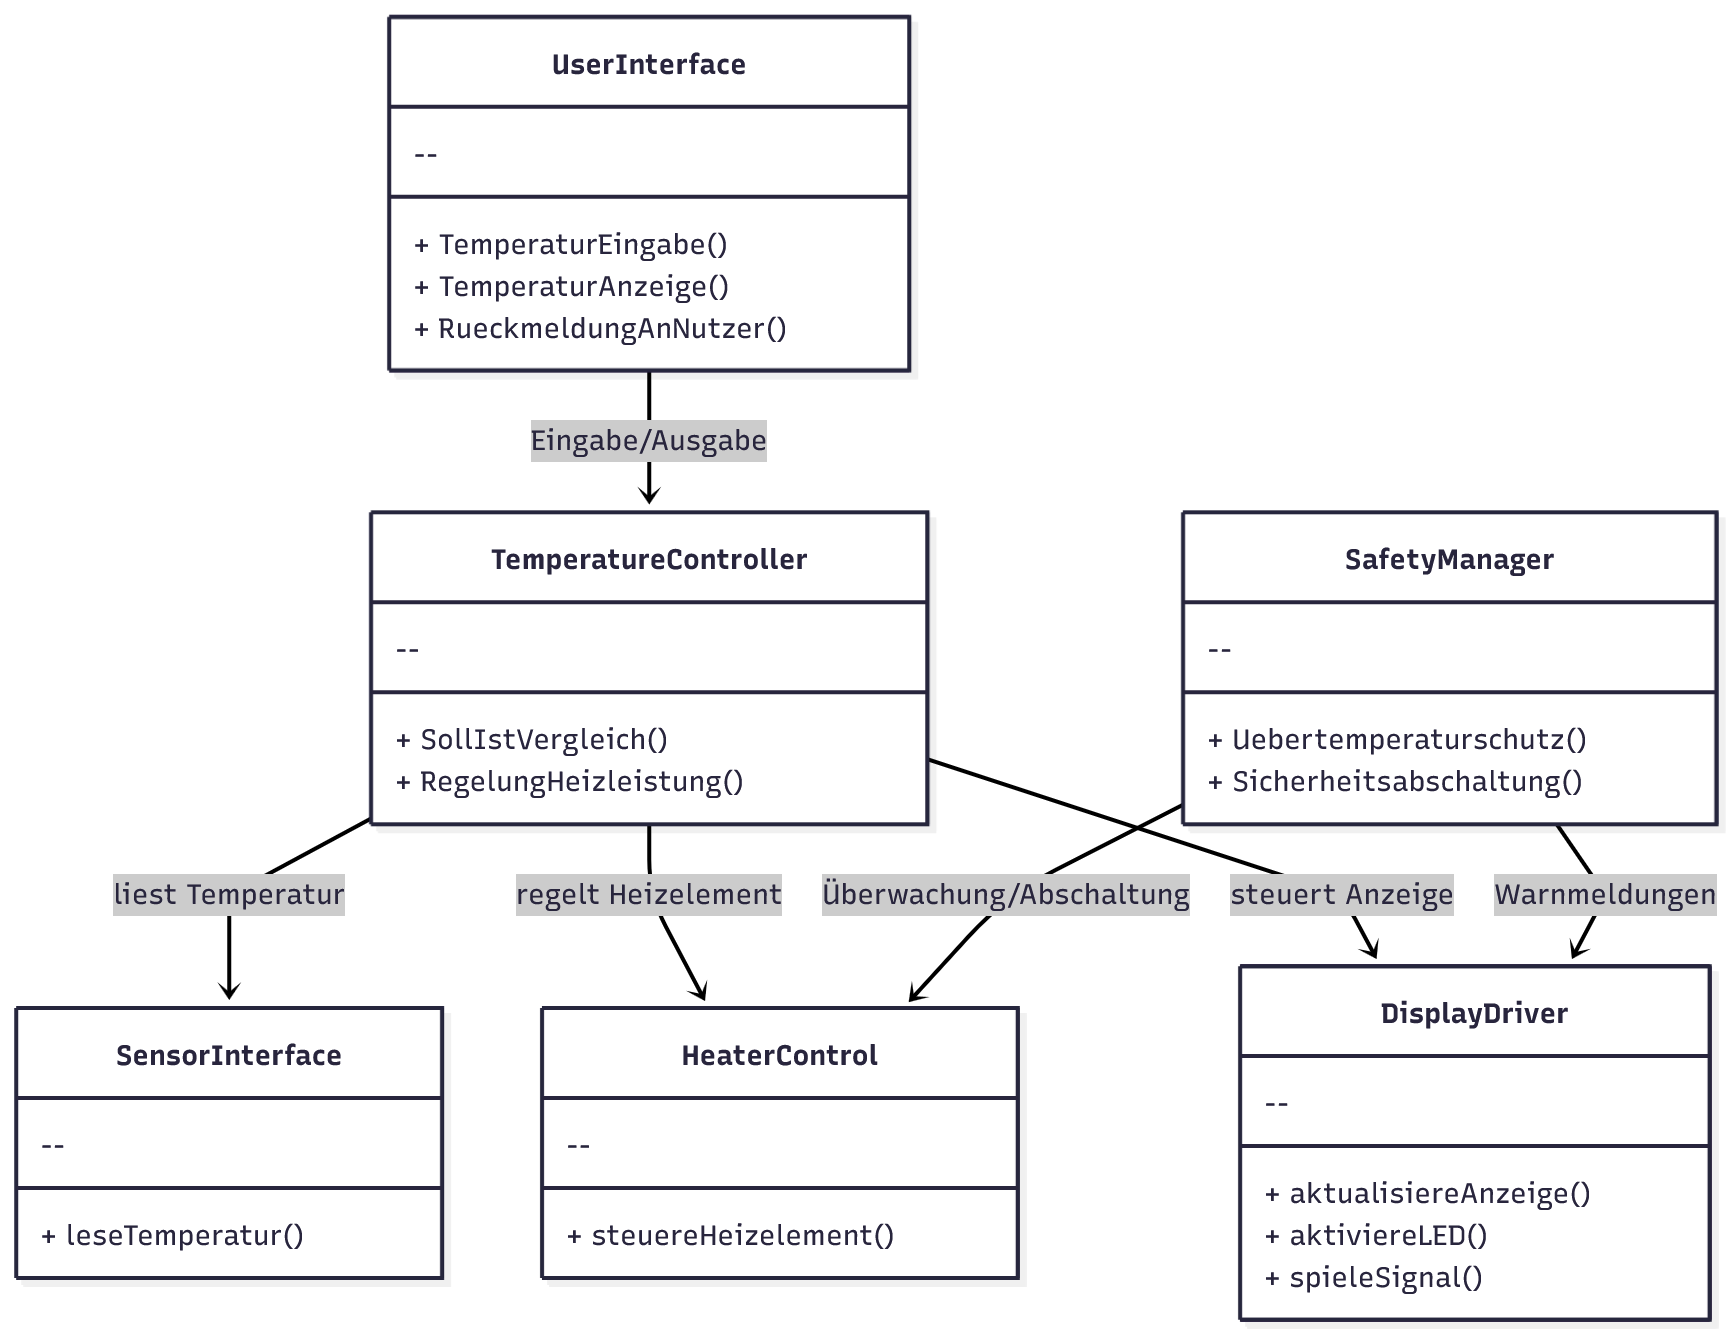 UserInterface
--
+ TemperaturEingabe()
+ TemperaturAnzeige()
+ RueckmeldungAnNutzer()
Eingabe/Ausgabe
TemperatureController
--
+ SollIstVergleich()
+ RegelungHeizleistung()
SafetyManager
--
+ Uebertemperaturschutz()
+ Sicherheitsabschaltung()
liest Temperatur
regelt Heizelement
Überwachung/Abschaltung
steuert Anzeige
Warnmeldungen
SensorInterface
--
+ leseTemperatur()
HeaterControl
--
+ steuereHeizelement()
DisplayDriver
--
+ aktualisiereAnzeige()
+ aktiviereLED()
+ spieleSignal()